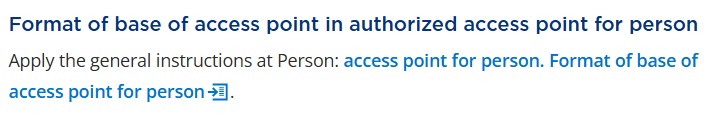 Format of base of access point in authorized access point for person
Apply the general instructions at Person: access point for person. Format of base of
access point for person.